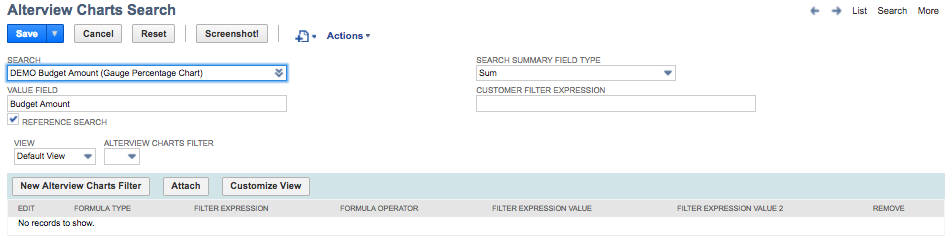 Alterview Charts Search
List Search More
Save Cancel Reset Screenshot! Actions
SEARCH SEARCH SUMMARY FIELD TYPE
DEMO Budget Amount (Gauge Percentage Chart) Sum
VALUE FIELD CUSTOMER FILTER EXPRESSION
Budget Amount
REFERENCE SEARCH
VIEW ALTERVIEW CHARTS FILTER
Default View
New Alterview Charts Filter Attach Customize View
EDIT FORMULA TYPE FILTER EXPRESSION FORMULA OPERATOR FILTER EXPRESSION VALUE FILTER EXPRESSION VALUE 2 REMOVE
No records to show.